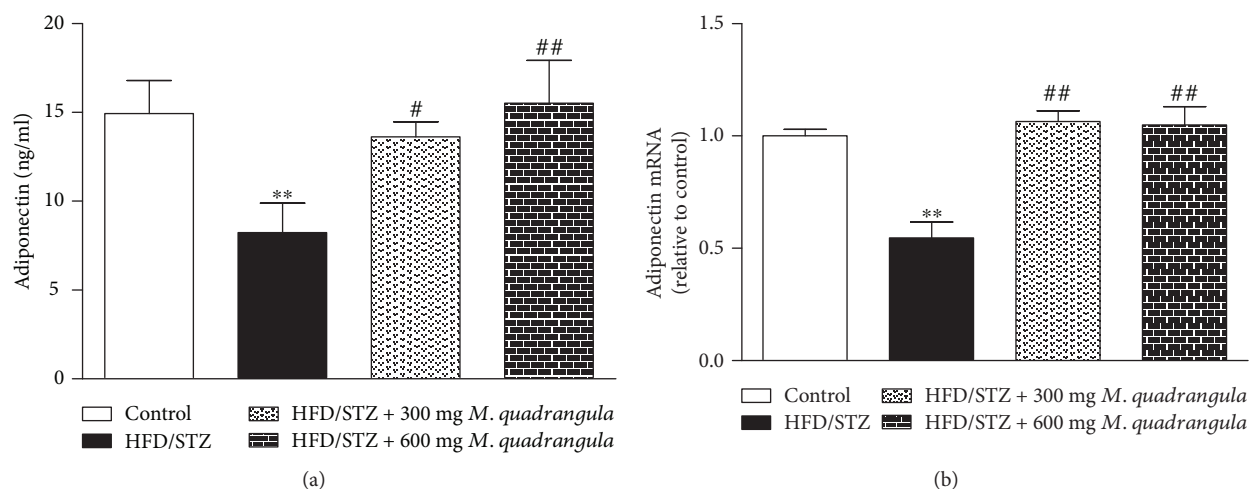 20
15
10
5
0
Adiponectin (ng/ml)
**
#
##
Control
HFD/STZ
HFD/STZ + 300 mg M. quadrangula
HFD/STZ + 600 mg M. quadrangula
(a)
1.5
1.0
0.5
0.0
Adiponectin mRNA
(relative to control)
**
##
##
Control
HFD/STZ
HFD/STZ + 300 mg M. quadrangula
HFD/STZ + 600 mg M. quadrangula
(b)